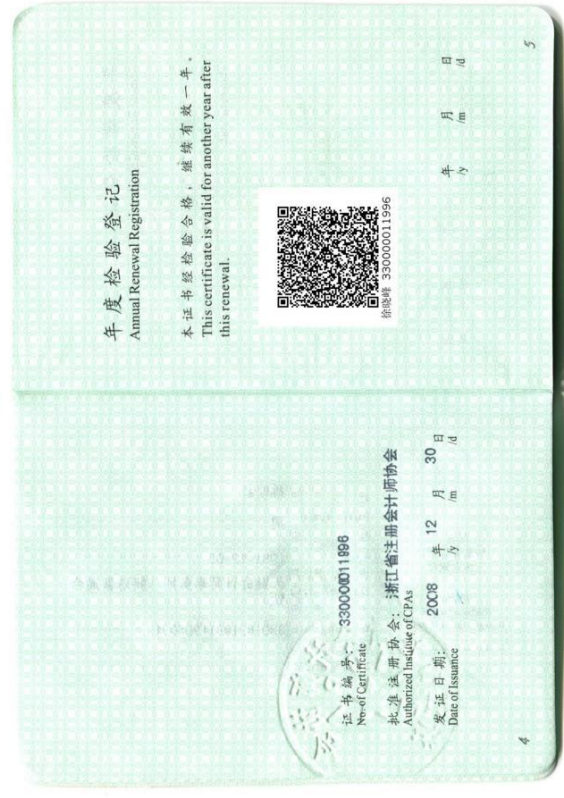 证书编号：330000011996
No. of Certificate
批准注册协会：浙江省注册会计师协会
Authorized Institute of CPAs
发证日期： 2008 年 12 月 30 日
Date of Issuance /y /m /d
4
年度检验登记
Annual Renewal Registration
本证书经检验合格，继续有效一年。
This certificate is valid for another year after
this renewal.
徐晓峰 330000011996
年 月 日
/y /m /d
5